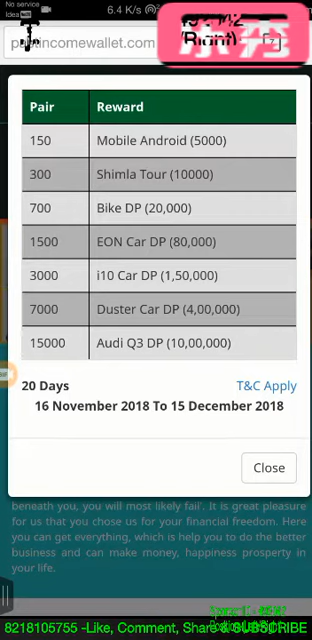 No service
Idea
6.4 K/s
incomewallet.com
(Right)
Pair Reward
150 Mobile Android (5000)
300 Shimla Tour (10000)
700 Bike DP (20,000)
1500 EON Car DP (80,000)
3000 i10 Car DP (1,50,000)
7000 Duster Car DP (4,00,000)
15000 Audi Q3 DP (10,00,000)
20 Days T&C Apply
16 November 2018 To 15 December 2018
Close
beneath you, you will most likely fail'. It is great pleasure
for us that you chose us for your financial freedom. Here
you can get everything, which is help you to do the better
business and can make money, happiness prosperity in
your life.
8218105755 -Like, Comment, Share & SUBSCRIBE